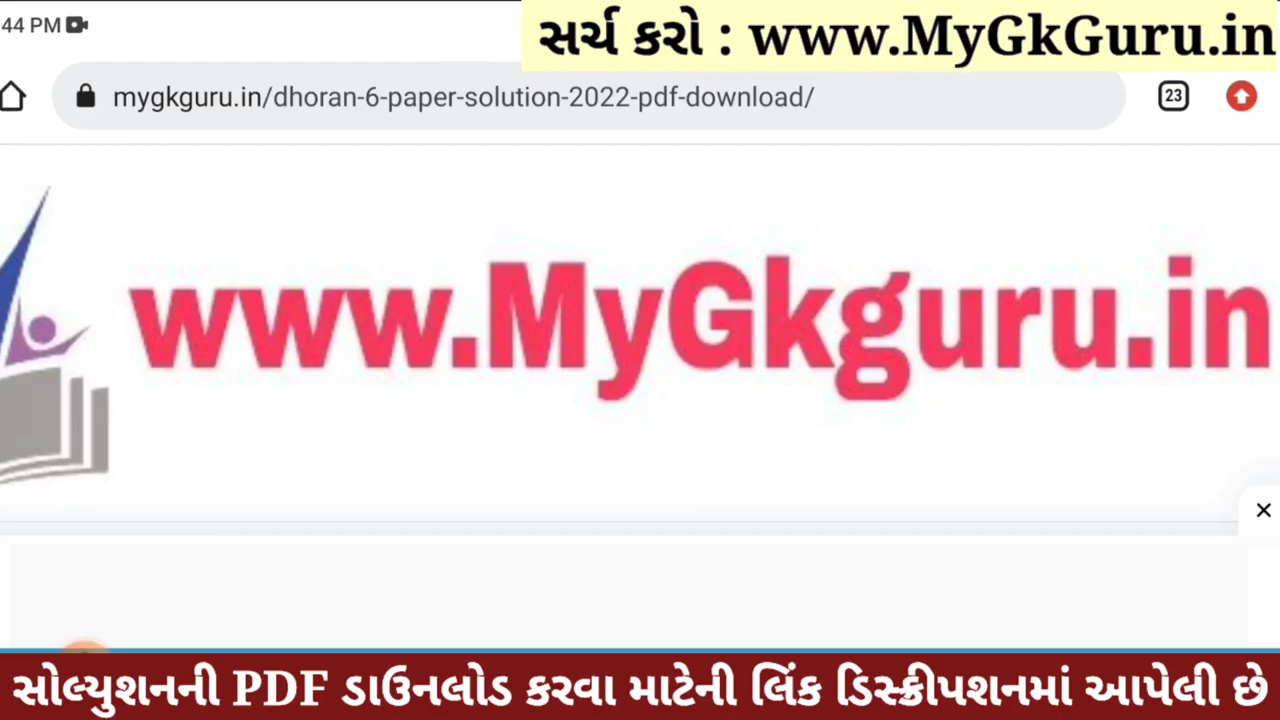 સર્ચ કરો : www.MyGkGuru.in
44 PM
mygkguru.in/dhoran-6-paper-solution-2022-pdf-download/
23
www.MyGkguru.in
સોલ્યુશનની PDF ડાઉનલોડ કરવા માટેની લિંક ડિસ્ક્રીપશનમાં આપેલી છે